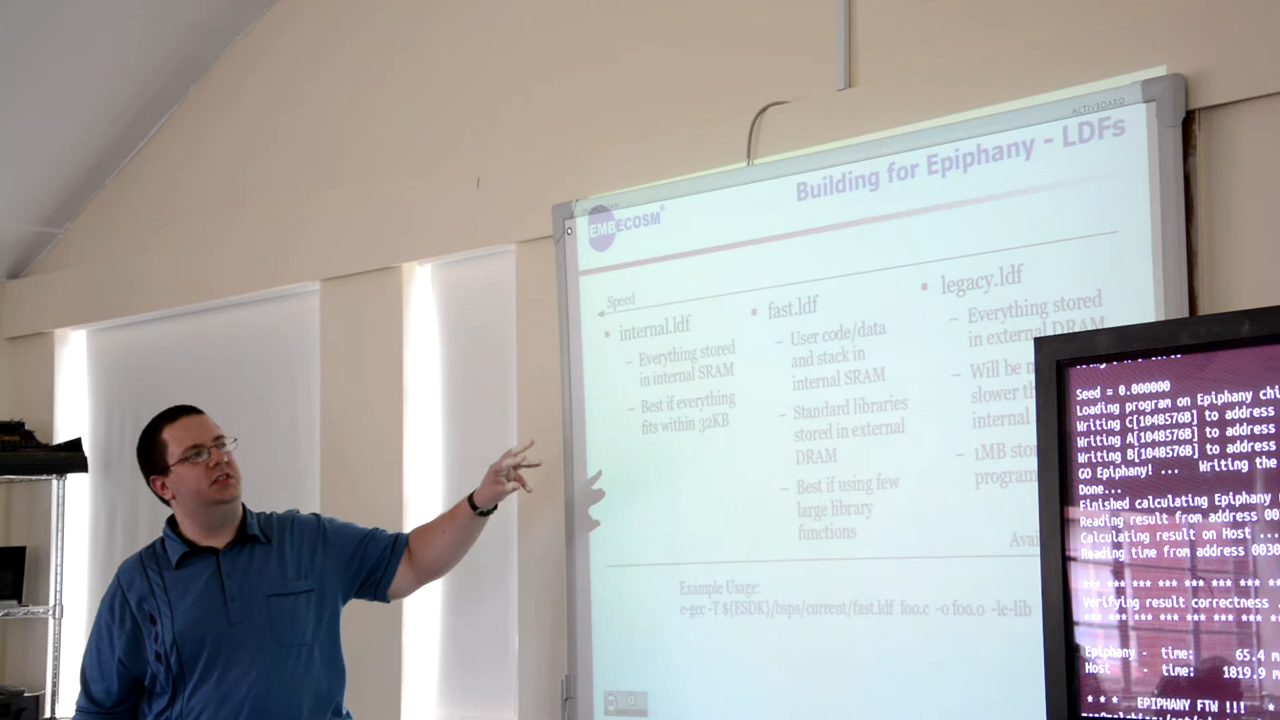 ACTIVBOARD
Building for Epiphany - LDFs
EMBECOSM®
Speed
▪ internal.ldf
– Everything stored
in internal SRAM
– Best if everything
fits within 32KB
▪ fast.ldf
– User code/data
and stack in
internal SRAM
– Standard libraries
stored in external
DRAM
– Best if using few
large library
functions
▪ legacy.ldf
– Everything stored
in external DRAM
– Will be
slower
internal
– 1MB
Example Usage:
e-gcc -T ${ESDK}/bsps/current/fast.ldf foo.c -o foo.o -le-lib
Seed = 0.000000
Loading program on Epiphany chi
Writing C[1048576B] to address
Writing A[1048576B] to address
Writing B[1048576B] to address
GO Epiphany! ... Writing the
Done...
Finished calculating Epiphany
Reading result from address 00
Calculating result on Host ...
Reading time from address 0030
*** *** *** *** *** *** ***
Verifying result correctness .
*** *** *** *** *** *** ***
Epiphany - time: 65.4 m
Host - time: 1819.9 m
* * * EPIPHANY FTW !!! *